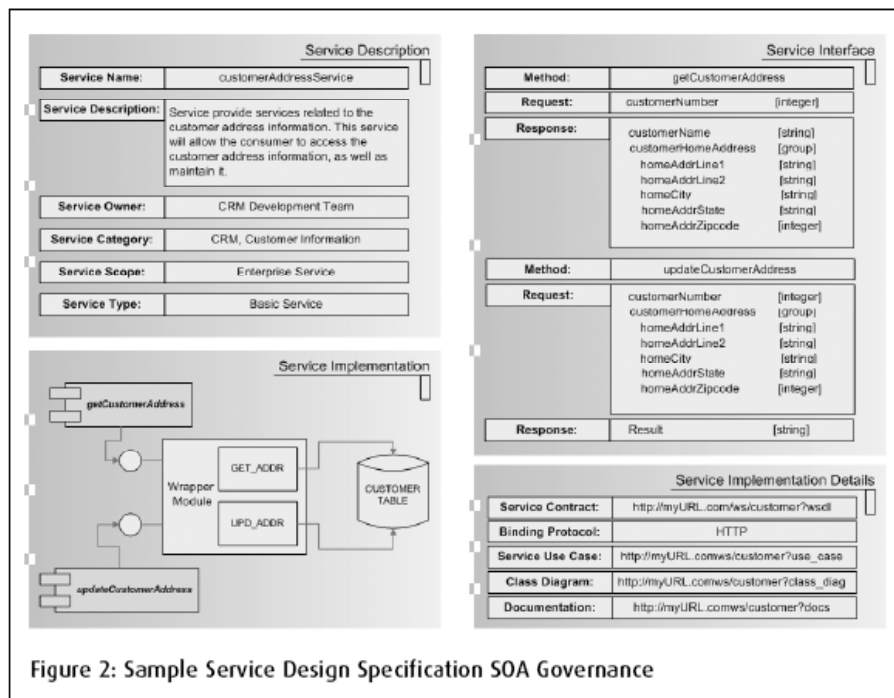 Service Description
Service Name: customerAddressService
Service Description: Service provide services related to the
customer address information. This service
will allow the consumer to access the
customer address information, as well as
maintain it.
Service Owner: CRM Development Team
Service Category: CRM, Customer Information
Service Scope: Enterprise Service
Service Type: Basic Service
Service Implementation
getCustomerAddress
Wrapper
Module
GET_ADDR
UPD_ADDR
CUSTOMER
TABLE
updateCustomerAddress
Service Interface
Method: getCustomerAddress
Request: customerNumber [integer]
Response: customerName [string]
customerHomeAddress [group]
homeAddrLine1 [string]
homeAddrLine2 [string]
homeCity [string]
homeAddrState [string]
homeAddrZipcode [integer]
Method: updateCustomerAddress
Request: customerNumber [integer]
customerHomeAddress [group]
homeAddrLine1 [string]
homeAddrLine2 [string]
homeCity [string]
homeAddrState [string]
homeAddrZipcode [integer]
Response: Result [string]
Service Implementation Details
Service Contract: http://myURL.com/ws/customer?wsdl
Binding Protocol: HTTP
Service Use Case: http://myURL.comws/customer?use_case
Class Diagram: http://myURL.comws/customer?class_diag
Documentation: http://myURL.comws/customer?docs
Figure 2: Sample Service Design Specification SOA Governance